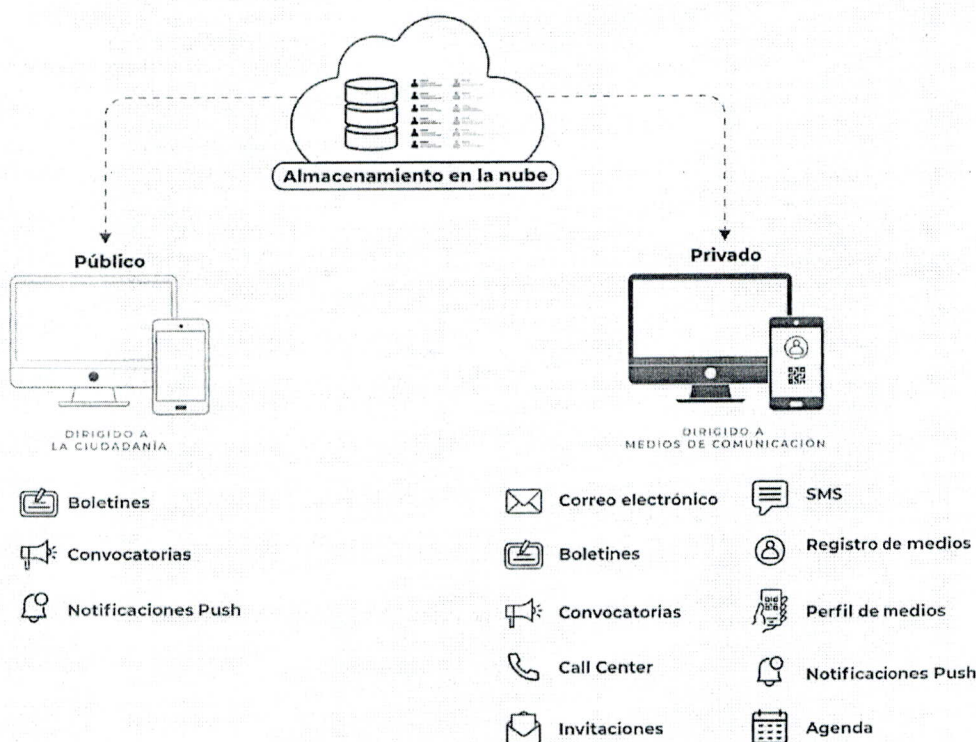 Almacenamiento en la nube
Público
DIRIGIDO A
LA CIUDADANÍA
Boletines
Convocatorias
Notificaciones Push
Privado
DIRIGIDO A
MEDIOS DE COMUNICACIÓN
Correo electrónico
Boletines
Convocatorias
Call Center
Invitaciones
SMS
Registro de medios
Perfil de medios
Notificaciones Push
Agenda